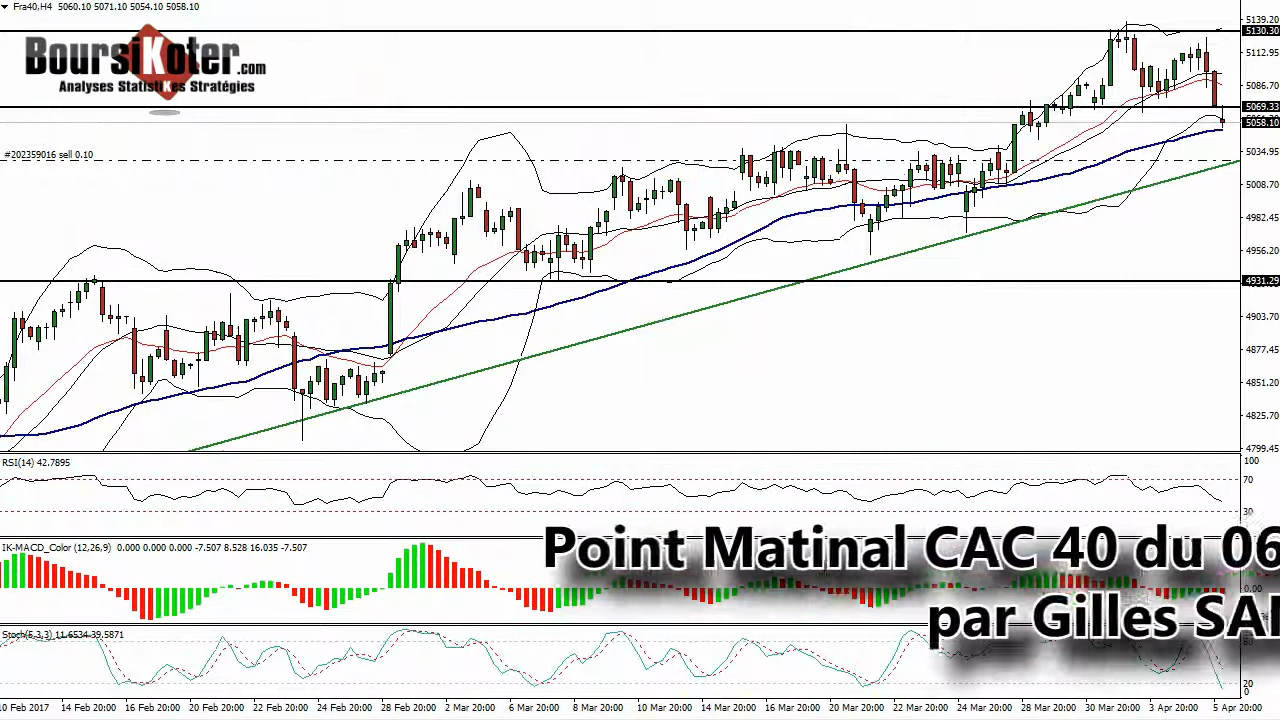 Fra40,H4 5060.10 5071.10 5054.10 5058.10
BoursiKoter.com
Analyses StatistiKes Stratégies
#202359016 sell 0.10
5139.20
5130.30
5112.95
5086.70
5069.33
5058.10
5034.95
5008.70
4982.45
4956.20
4931.29
4903.70
4877.45
4851.20
4825.70
4799.45
RSI(14) 42.7895
100
70
30
IK-MACD_Color (12,26,9) 0.000 0.000 0.000 -7.507 8.528 16.035 -7.507
0.00
Point Matinal CAC 40 du 06
par Gilles SA
Stoch(5,3,3) 11.6534 39.5871
20
0
10 Feb 2017 14 Feb 20:00 18 Feb 20:00 20 Feb 20:00 22 Feb 20:00 24 Feb 20:00 28 Feb 20:00 2 Mar 20:00 6 Mar 20:00 8 Mar 20:00 10 Mar 20:00 14 Mar 20:00 16 Mar 20:00 20 Mar 20:00 22 Mar 20:00 24 Mar 20:00 28 Mar 20:00 30 Mar 20:00 3 Apr 20:00 5 Apr 20:00